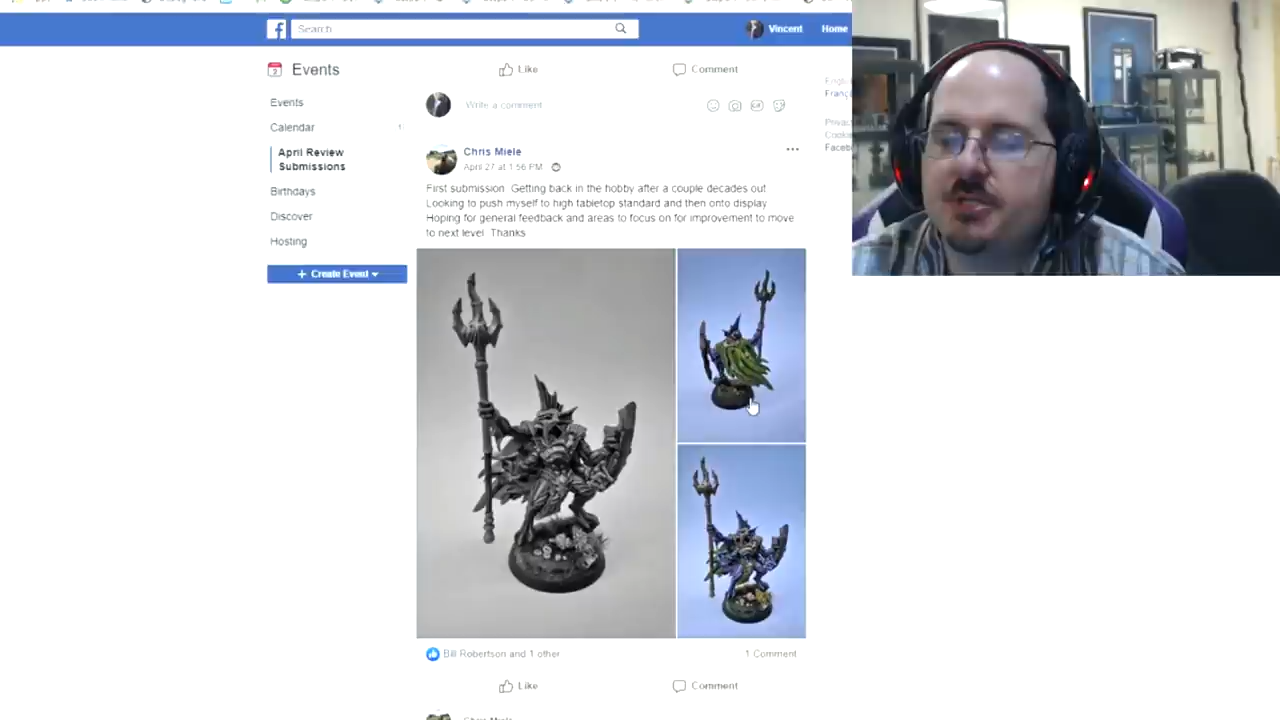 Search
Vincent
Home
Events
Like
Comment
Events
Write a comment
Calendar
1
Chris Miele
April 27 at 1:56 PM
April Review
Submissions
First submission Getting back in the hobby after a couple decades out
Looking to push myself to high tabletop standard and then onto display
Hoping for general feedback and areas to focus on for improvement to move
to next level Thanks
Birthdays
Discover
Hosting
+ Create Event
Bill Robertson and 1 other
1 Comment
Like
Comment